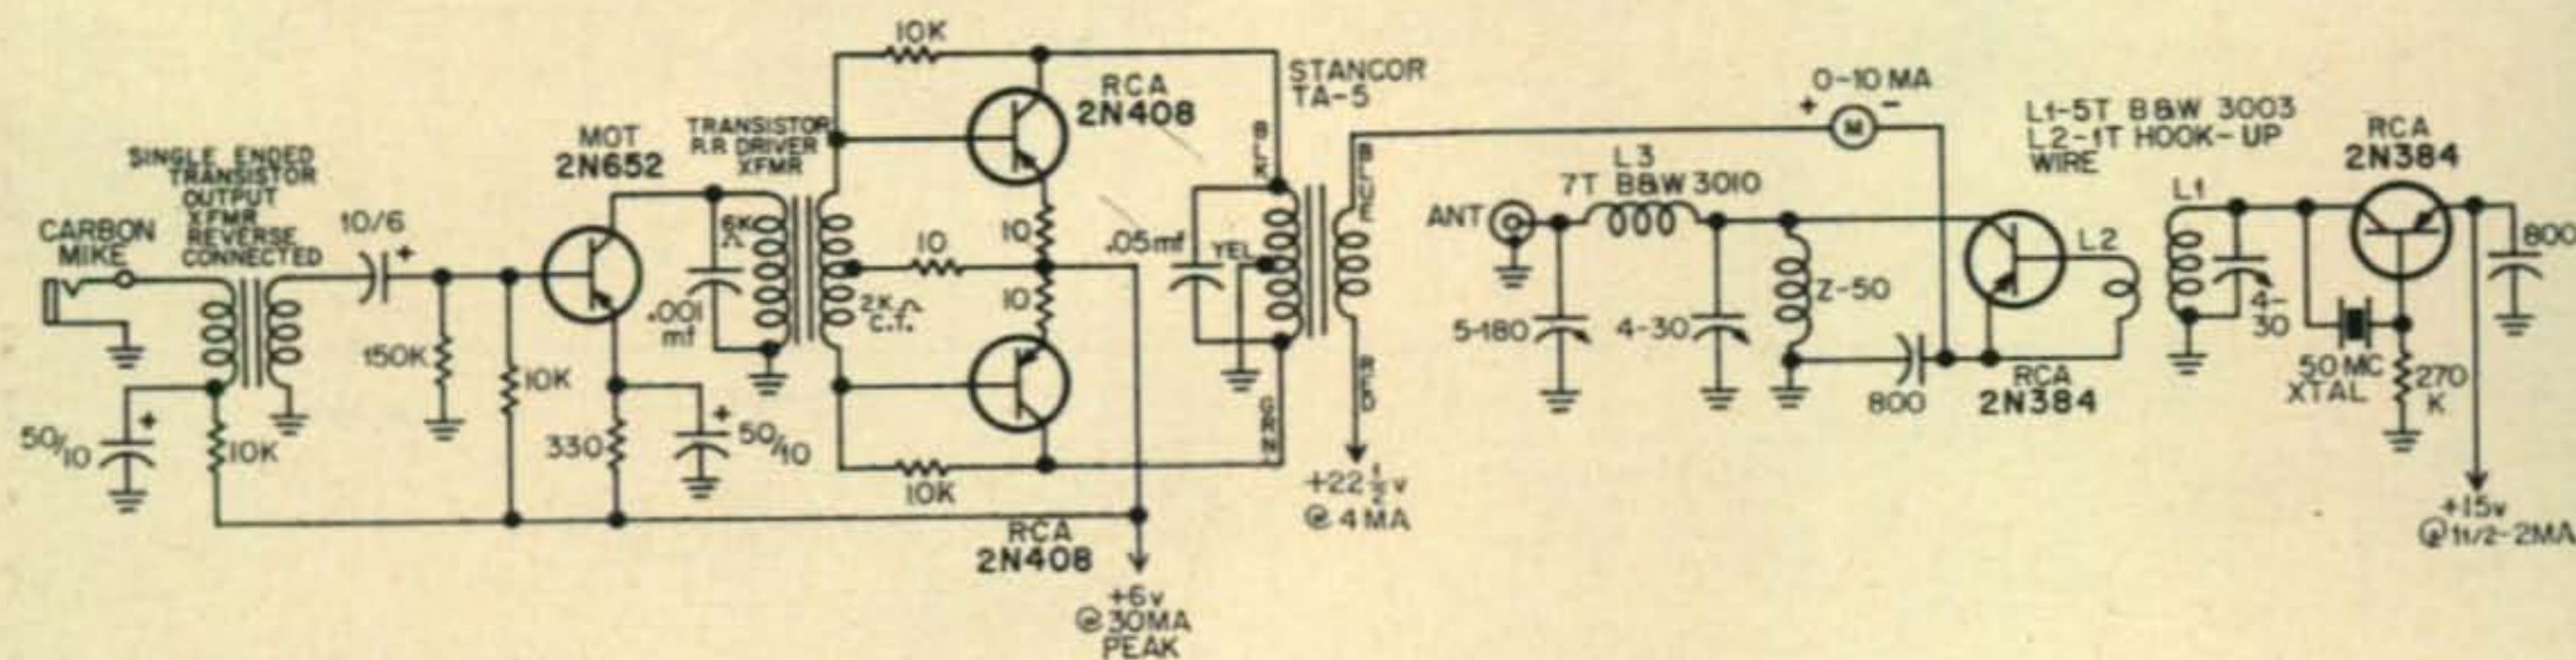 CARBON
MIKE
50/10
10K
SINGLE ENDED
TRANSISTOR
OUTPUT
XFMR
REVERSE
CONNECTED
10/6
+
+
150K
10K
MOT
2N652
330
+
50/10
.001
mf
6K
TRANSISTOR
P.P. DRIVER
XFMR
2K
C.T.
10K
RCA
2N408
10
10
10
10K
RCA
2N408
+6v
@ 30MA
PEAK
.05mf
YEL
BLK
GRN
STANCOR
TA-5
BLUE
RED
+22 1/2 v
@ 4 MA
0-10 MA
+
-
M
ANT
L3
7T B&W 3010
5-180
4-30
Z-50
800
RCA
2N384
L2
L1-5T B&W 3003
L2-1T HOOK-UP
WIRE
L1
4-
30
RCA
2N384
50 MC
XTAL
270
K
800
+15v
@ 1 1/2-2MA